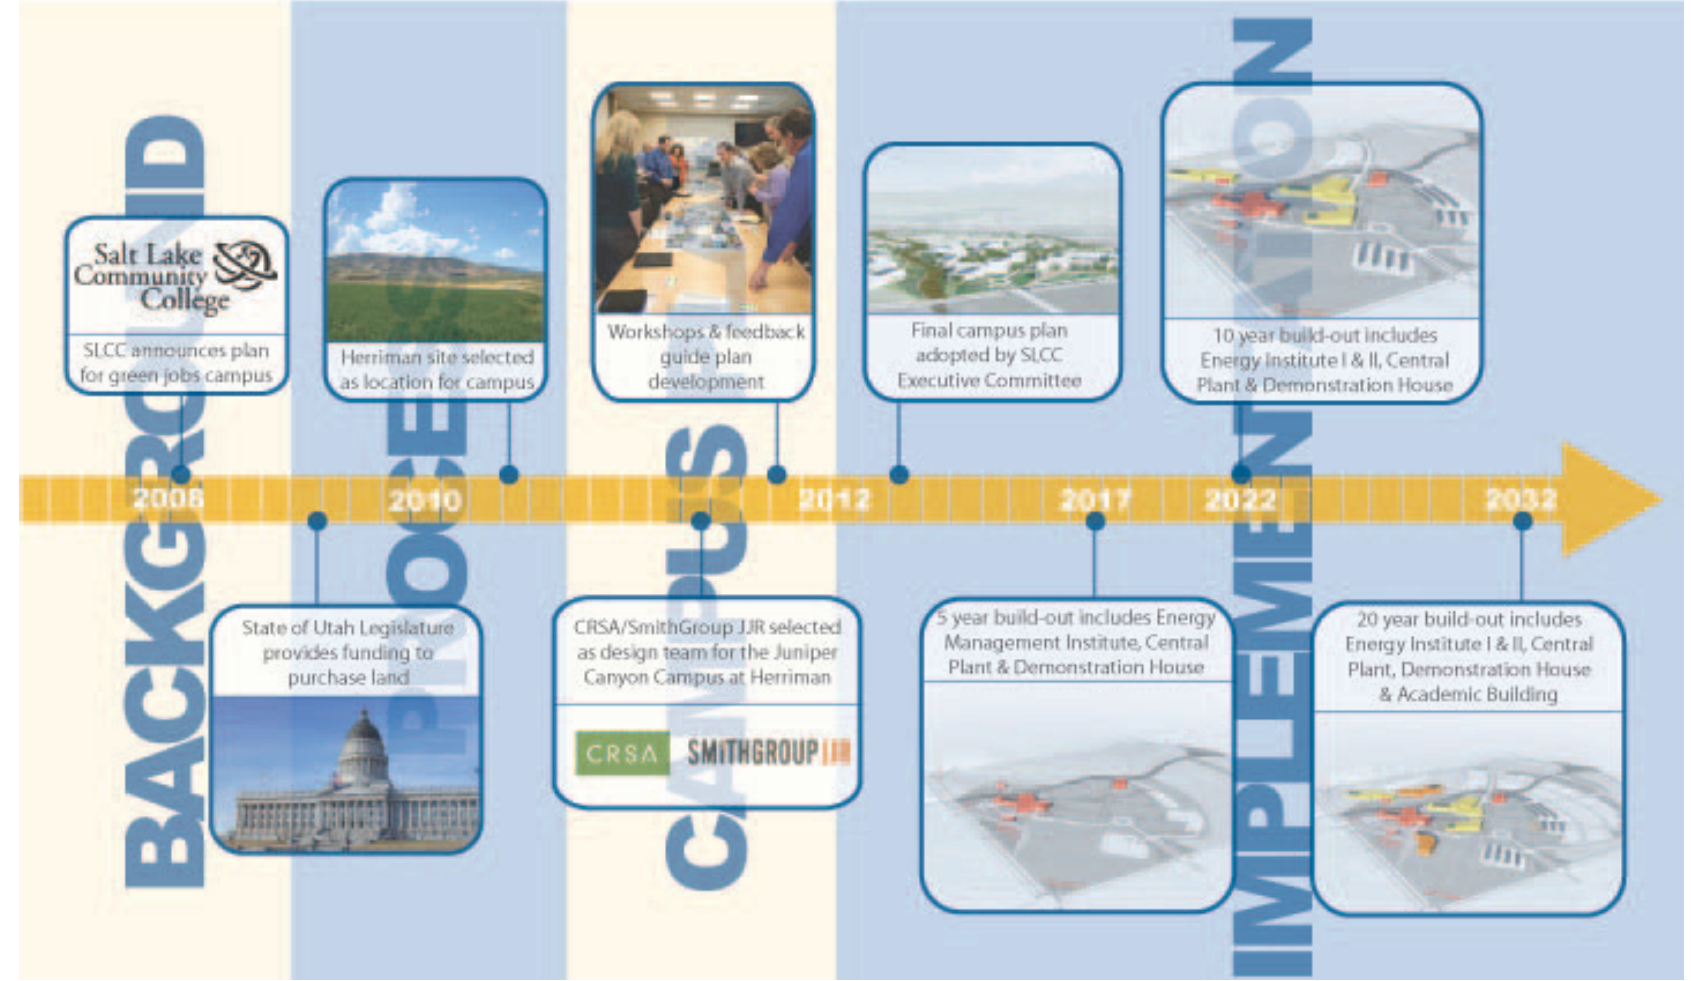 BACKGROUND
PROCESS
CAMPUS
IMPLEMENTATION
Salt Lake
Community
College
SLCC announces plan
for green jobs campus
Herriman site selected
as location for campus
Workshops & feedback
guide plan
development
Final campus plan
adopted by SLCC
Executive Committee
10 year build-out includes
Energy Institute I & II, Central
Plant & Demonstration House
2008
2010
2012
2017
2022
2032
State of Utah Legislature
provides funding to
purchase land
CRSA/SmithGroup JJR selected
as design team for the Juniper
Canyon Campus at Herriman
CRSA
SMITHGROUP JJR
5 year build-out includes Energy
Management Institute, Central
Plant & Demonstration House
20 year build-out includes
Energy Institute I & II, Central
Plant, Demonstration House
& Academic Building